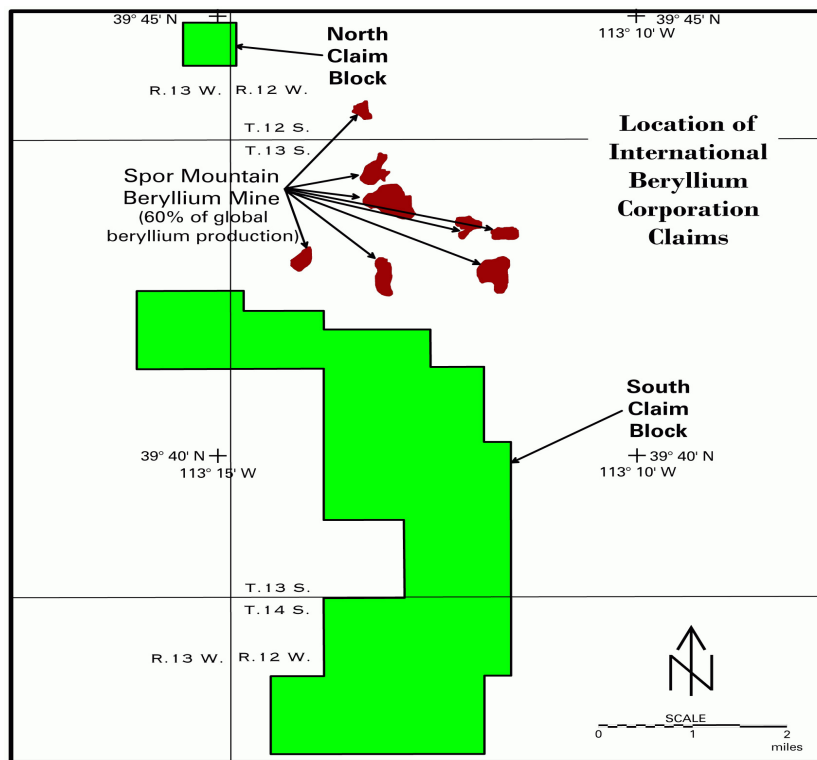 39° 45' N
39° 45' N
113° 10' W
North
Claim
Block
R.13 W.
R.12 W.
T.12 S.
T.13 S.
Location of
International
Beryllium
Corporation
Claims
Spor Mountain
Beryllium Mine
(60% of global
beryllium production)
South
Claim
Block
39° 40' N
113° 15' W
39° 40' N
113° 10' W
T.13 S.
T.14 S.
R.13 W.
R.12 W.
N
SCALE
0 1 2
miles